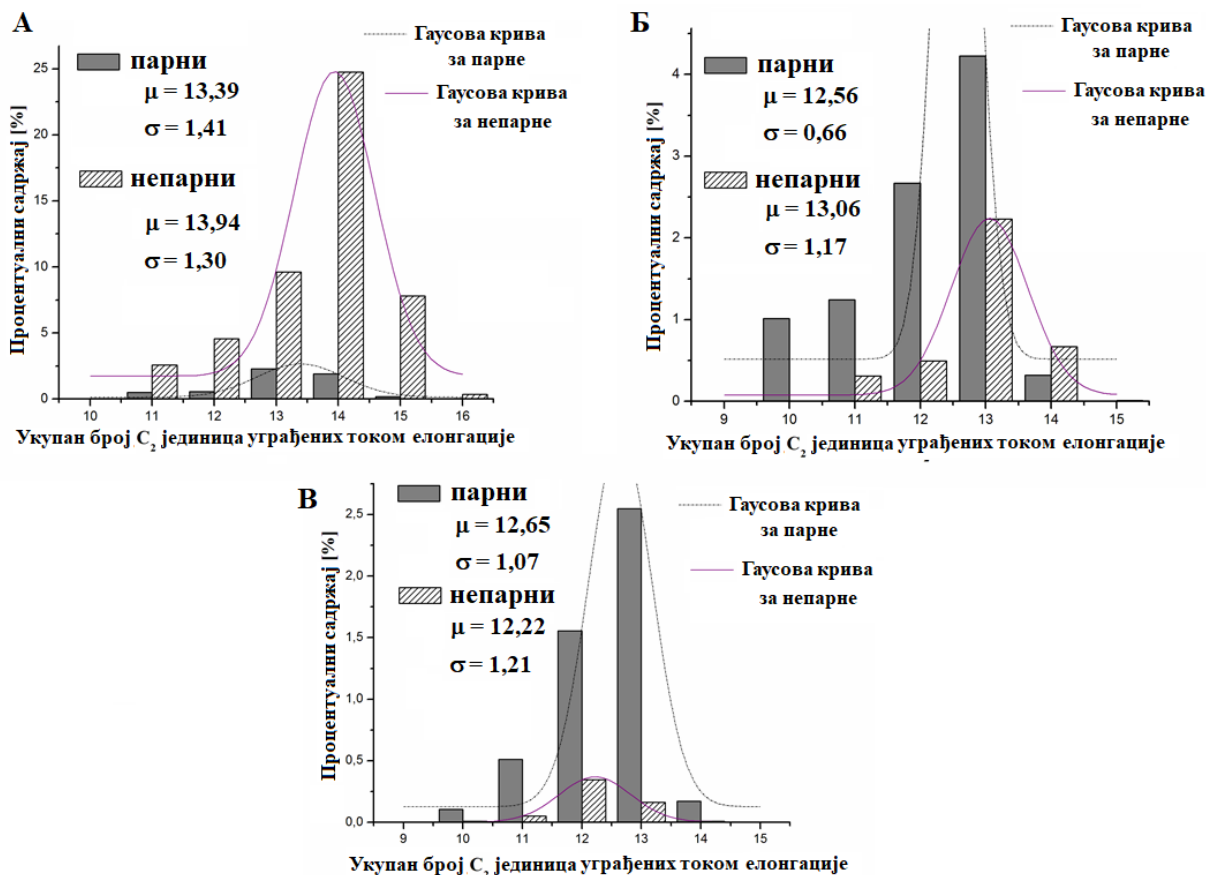 А
Процентуални садржај [%]
25
20
15
10
5
0
парни
μ = 13,39
σ = 1,41
непарни
μ = 13,94
σ = 1,30
Гаусова крива
за парне
Гаусова крива
за непарне
10 11 12 13 14 15 16
Укупан број C₂ јединица уграђених током елонгације
Б
Процентуални садржај [%]
4
3
2
1
0
парни
μ = 12,56
σ = 0,66
непарни
μ = 13,06
σ = 1,17
Гаусова крива
за парне
Гаусова крива
за непарне
9 10 11 12 13 14 15
Укупан број C₂ јединица уграђених током елонгације
В
Процентуални садржај [%]
2,5
2,0
1,5
1,0
0,5
0,0
парни
μ = 12,65
σ = 1,07
непарни
μ = 12,22
σ = 1,21
Гаусова крива
за парне
Гаусова крива
за непарне
9 10 11 12 13 14 15
Укупан број C₂ јединица уграђених током елонгације